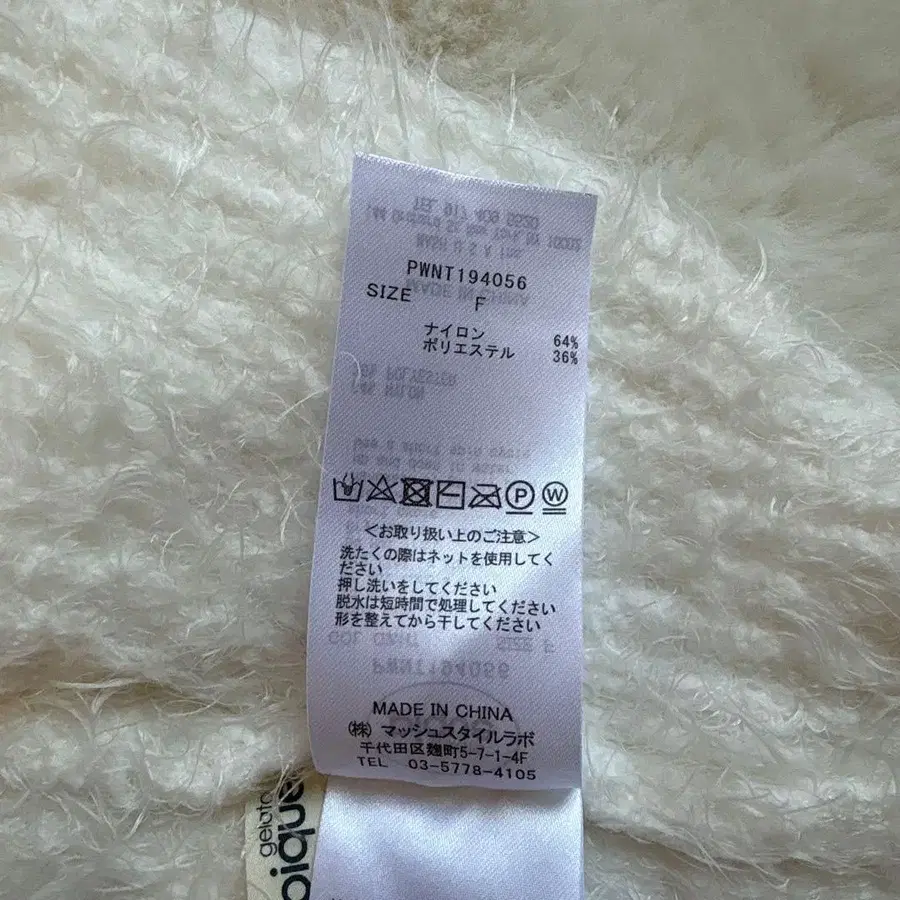 PWNT194056
SIZE F
ナイロン 64%
ポリエステル 36%
P W
<お取り扱い上のご注意>
洗たくの際はネットを使用してく
ださい
押し洗いをしてください
脱水は短時間で処理してください
形を整えてから干してください
MADE IN CHINA
㈱ マッシュスタイルラボ
千代田区麹町5-7-1-4F
TEL 03-5778-4105
gelato
pique